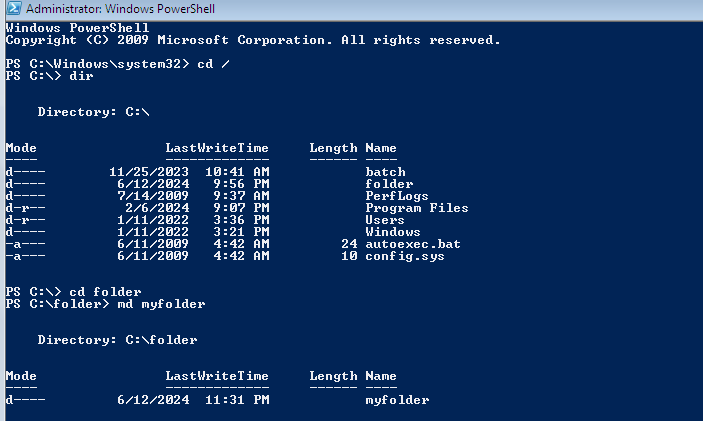 Administrator: Windows PowerShell
Windows PowerShell
Copyright (C) 2009 Microsoft Corporation. All rights reserved.
PS C:\Windows\system32> cd /
PS C:\> dir
Directory: C:\
Mode LastWriteTime Length Name
---- ------------- ------ ----
d---- 11/25/2023 10:41 AM batch
d---- 6/12/2024 9:56 PM folder
d---- 7/14/2009 9:37 AM PerfLogs
d-r-- 2/6/2024 9:07 PM Program Files
d-r-- 1/11/2022 3:36 PM Users
d---- 1/11/2022 3:21 PM Windows
-a--- 6/11/2009 4:42 AM 24 autoexec.bat
-a--- 6/11/2009 4:42 AM 10 config.sys
PS C:\> cd folder
PS C:\folder> md myfolder
Directory: C:\folder
Mode LastWriteTime Length Name
---- ------------- ------ ----
d---- 6/12/2024 11:31 PM myfolder